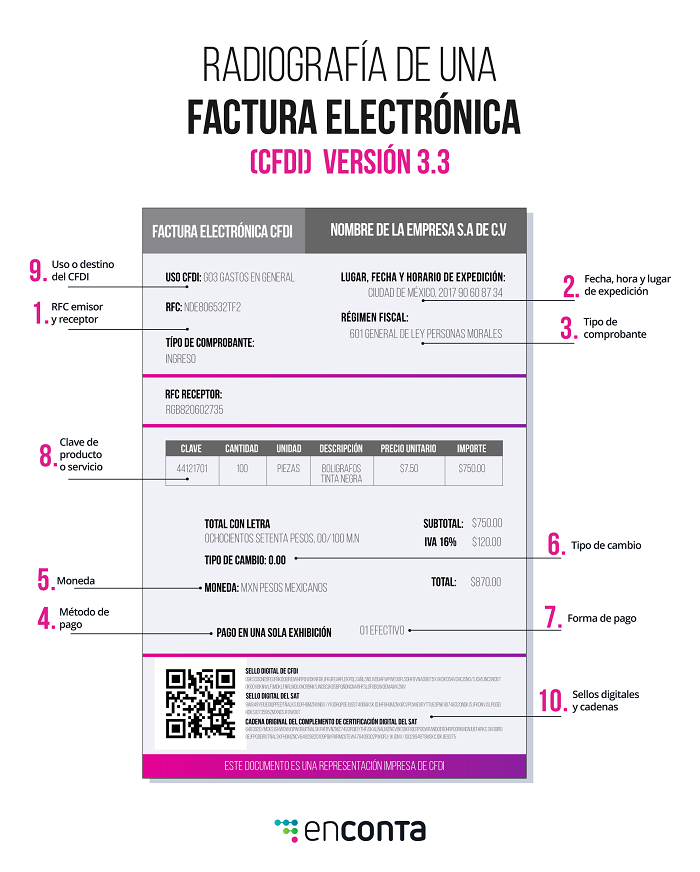 RADIOGRAFÍA DE UNA
FACTURA ELECTRÓNICA
(CFDI) VERSIÓN 3.3
FACTURA ELECTRÓNICA CFDI
NOMBRE DE LA EMPRESA S.A DE C.V
9. Uso o destino
del CFDI
USO CFDI: G03 GASTOS EN GENERAL
LUGAR, FECHA Y HORARIO DE EXPEDICIÓN:
CIUDAD DE MÉXICO, 2017 90 60 87 34
2. Fecha, hora y lugar
de expedición
1. RFC emisor
y receptor
RFC: NDE806532TF2
RÉGIMEN FISCAL:
601 GENERAL DE LEY PERSONAS MORALES
3. Tipo de
comprobante
TÍPO DE COMPROBANTE:
INGRESO
RFC RECEPTOR:
RGB820602735
8. Clave de
producto
o servicio
CLAVE CANTIDAD UNIDAD DESCRIPCIÓN PRECIO UNITARIO IMPORTE
44121701 100 PIEZAS BOLIGRAFOS $7.50 $750.00
TINTA NEGRA
TOTAL CON LETRA
OCHOCIENTOS SETENTA PESOS, 00/100 M.N
SUBTOTAL: $750.00
IVA 16% $120.00
TIPO DE CAMBIO: 0.00
6. Tipo de cambio
5. Moneda
MONEDA: MXN PESOS MEXICANOS
TOTAL: $870.00
4. Método de
pago
PAGO EN UNA SOLA EXHIBICIÓN
01 EFECTIVO
7. Forma de pago
SELLO DIGITAL DE CFDI
SELLO DIGITAL DEL SAT
CADENA ORIGINAL DEL COMPLEMENTO DE CERTIFICACIÓN DIGITAL DEL SAT
10. Sellos digitales
y cadenas
ESTE DOCUMENTO ES UNA REPRESENTACIÓN IMPRESA DE CFDI
enconta